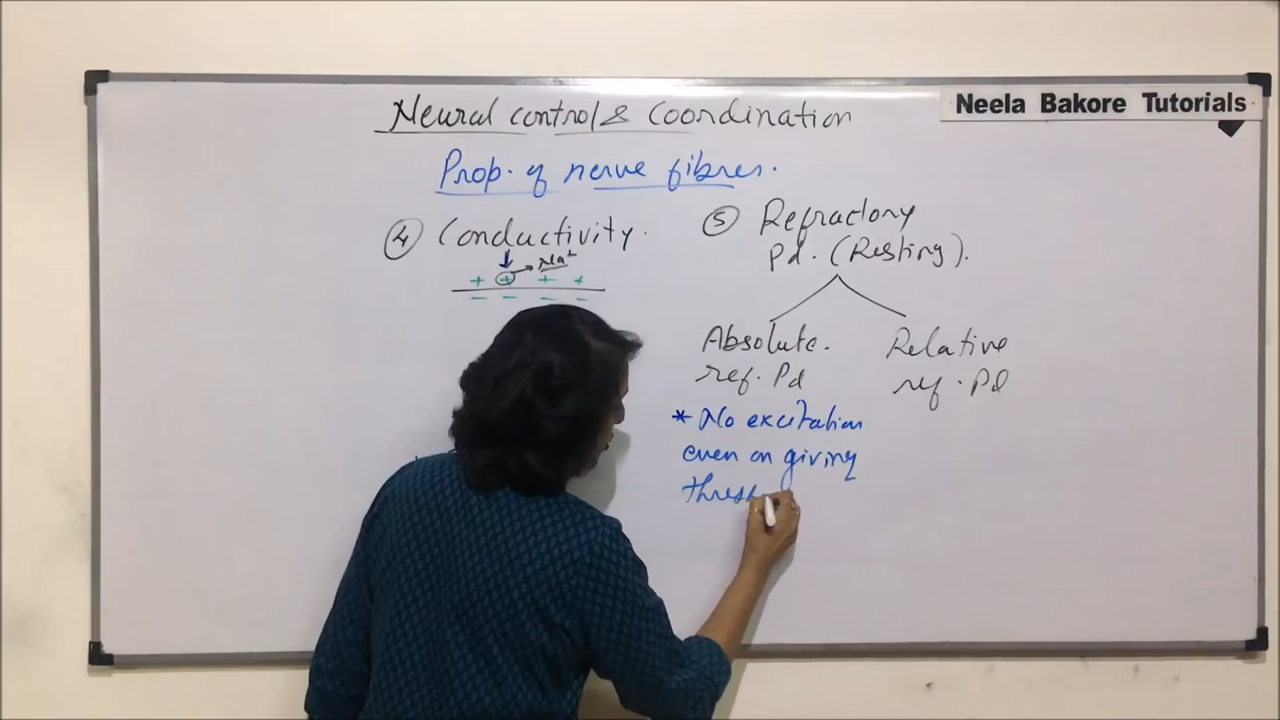 Neela Bakore Tutorials
Neural control & Coordination
Prop. of nerve fibres.
④ Conductivity.
Na⁺
+ + + +
− − − −
⑤ Refractory
Pd. (Resting).
Absolute.
ref. Pd
Relative
ref. Pd
* No excitation
even on giving